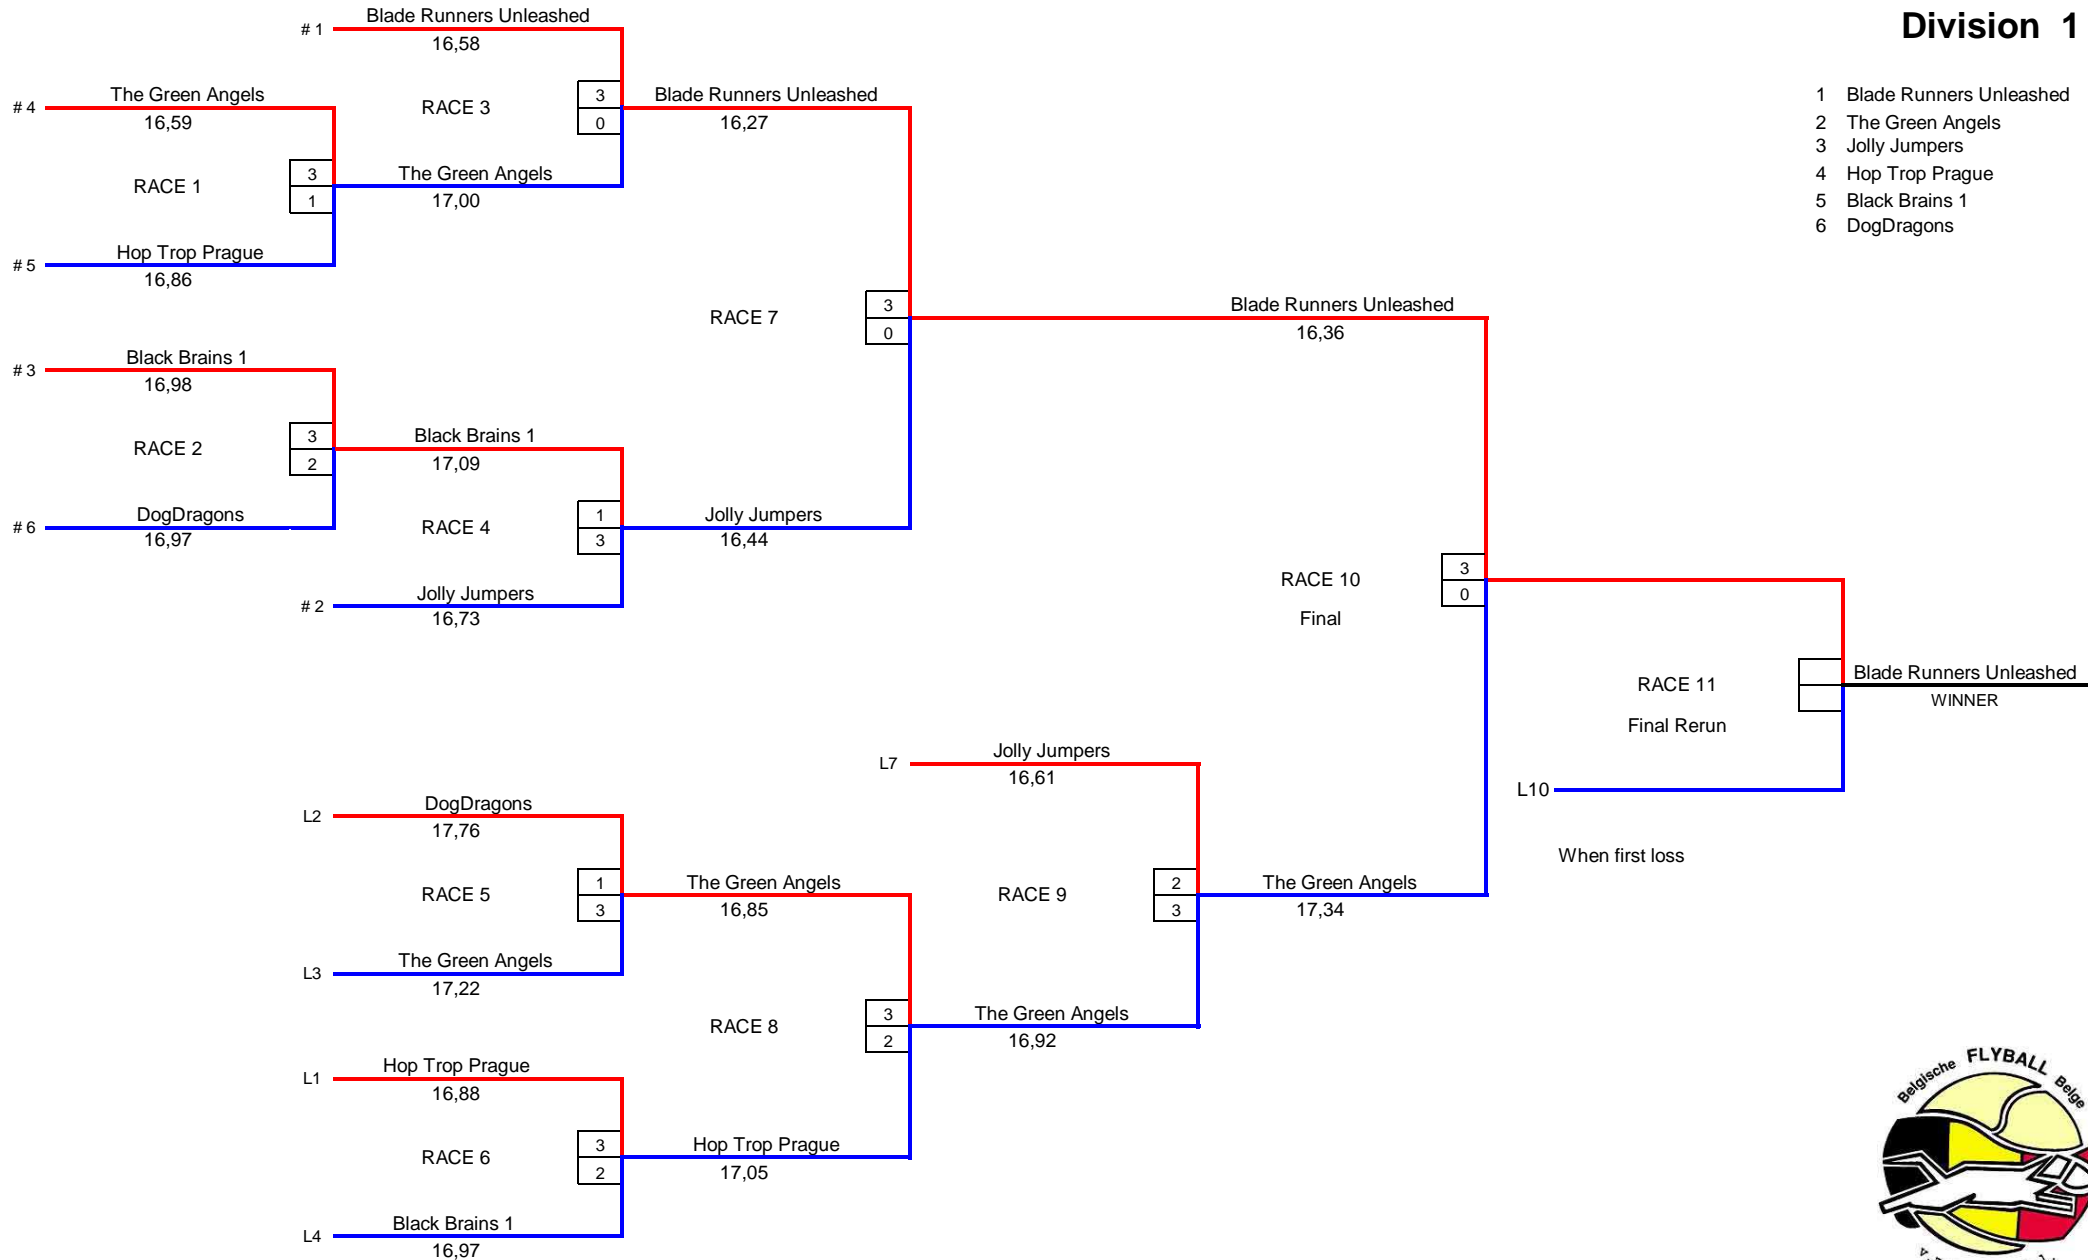 Division 1
1 Blade Runners Unleashed
2 The Green Angels
3 Jolly Jumpers
4 Hop Trop Prague
5 Black Brains 1
6 DogDragons
# 1
Blade Runners Unleashed
16,58
# 4
The Green Angels
16,59
RACE 3
3
0
Blade Runners Unleashed
16,27
RACE 1
3
1
The Green Angels
17,00
# 5
Hop Trop Prague
16,86
RACE 7
3
0
Blade Runners Unleashed
16,36
# 3
Black Brains 1
16,98
RACE 2
3
2
Black Brains 1
17,09
# 6
DogDragons
16,97
RACE 4
1
3
Jolly Jumpers
16,44
# 2
Jolly Jumpers
16,73
RACE 10
Final
3
0
RACE 11
Final Rerun
Blade Runners Unleashed
WINNER
L7
Jolly Jumpers
16,61
L10
When first loss
L2
DogDragons
17,76
RACE 5
1
3
The Green Angels
16,85
RACE 9
2
3
The Green Angels
17,34
L3
The Green Angels
17,22
RACE 8
3
2
The Green Angels
16,92
L1
Hop Trop Prague
16,88
RACE 6
3
2
Hop Trop Prague
17,05
L4
Black Brains 1
16,97
Belgische FLYBALL Belge